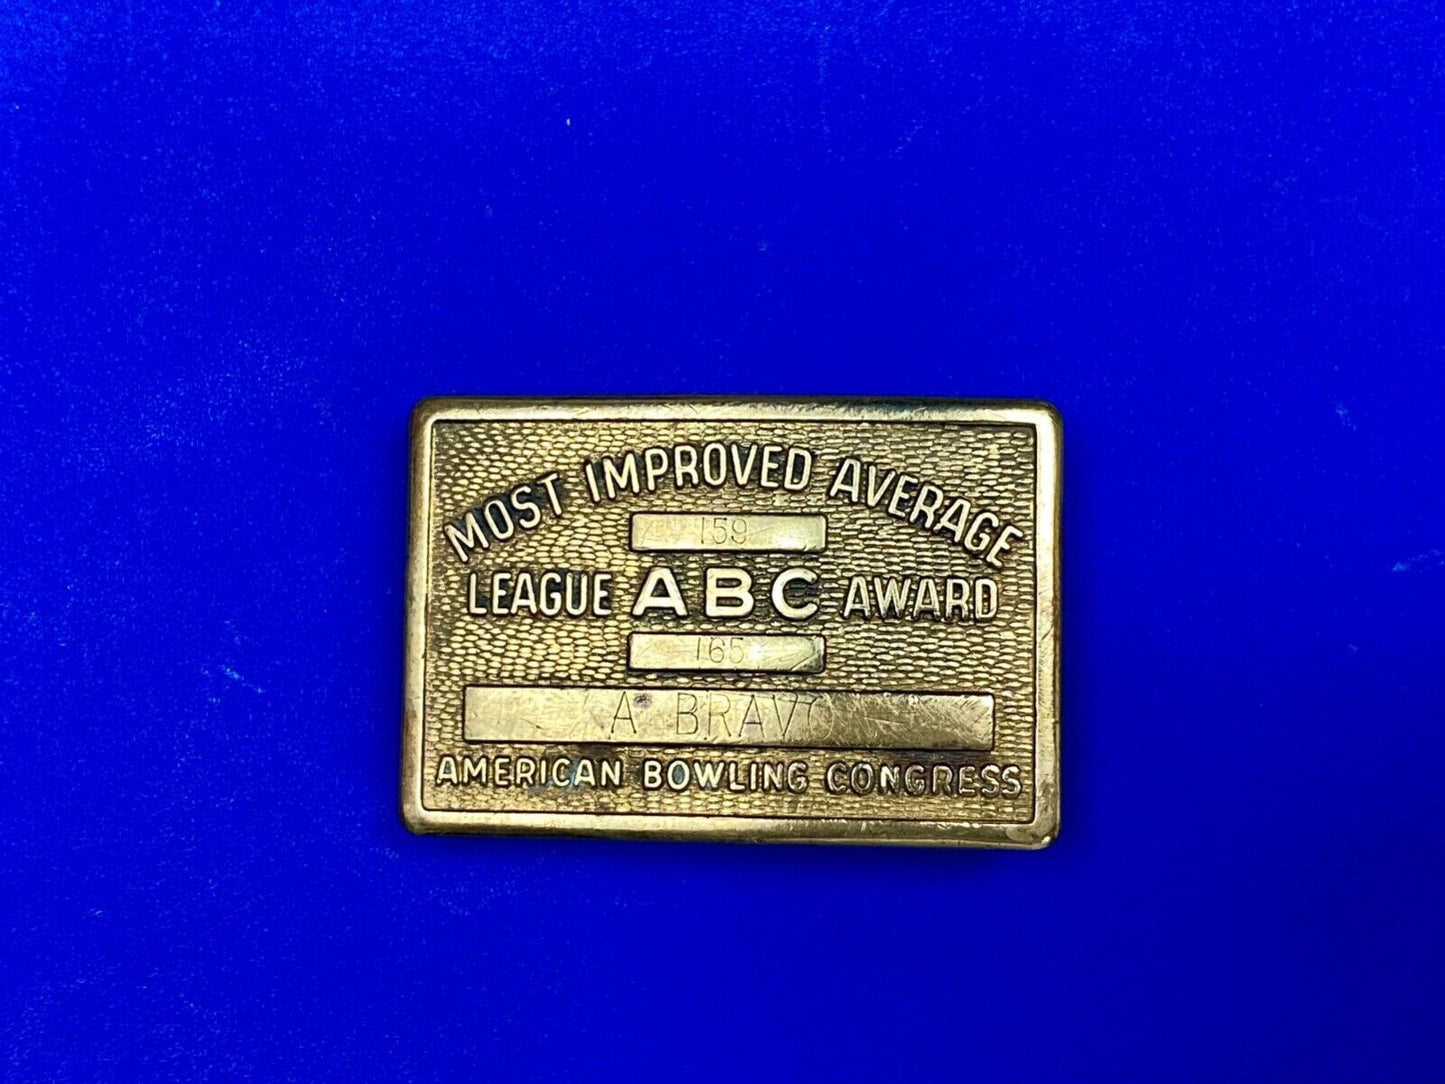 MOST IMPROVED AVERAGE
159
LEAGUE ABC AWARD
165
A BRAVO
AMERICAN BOWLING CONGRESS